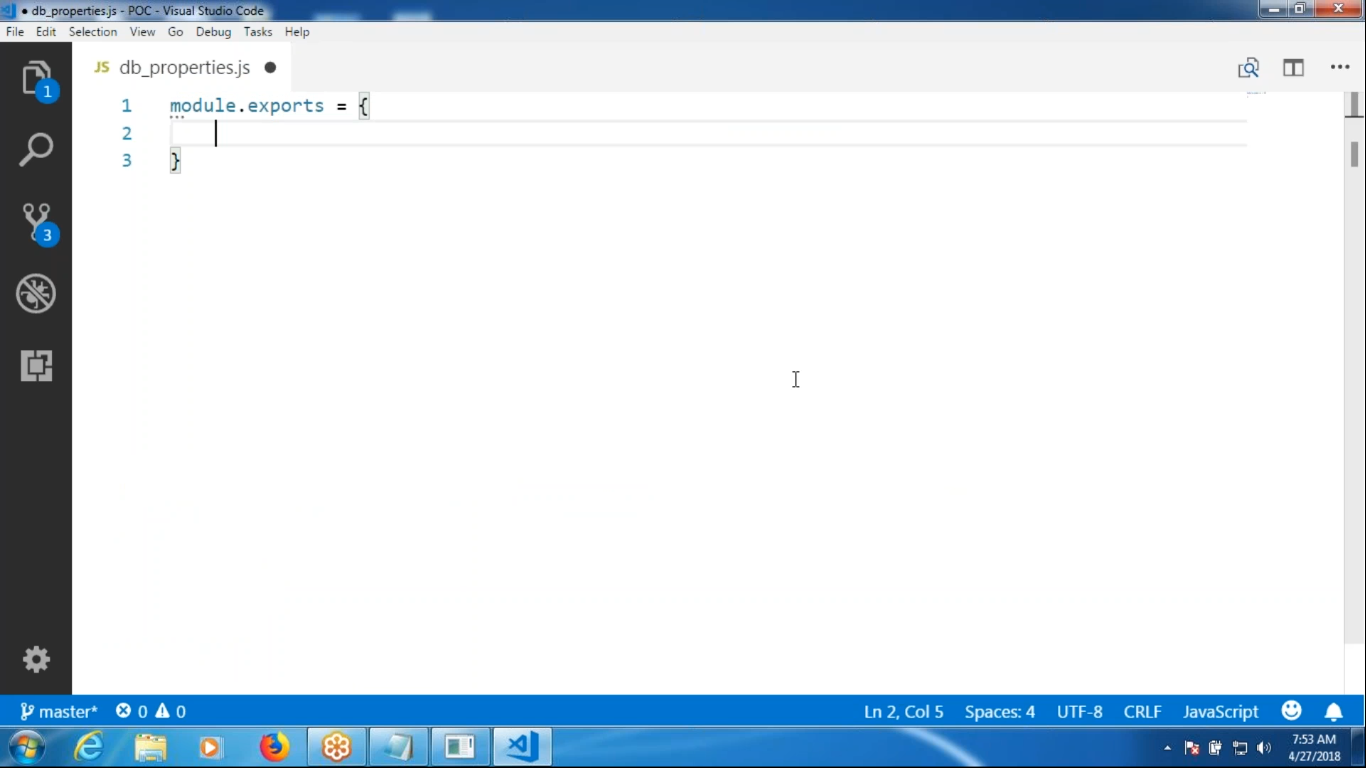 db_properties.js - POC - Visual Studio Code
File Edit Selection View Go Debug Tasks Help
JS db_properties.js
1 module.exports = {
2
3 }
1
3
master* 0 0 Ln 2, Col 5 Spaces: 4 UTF-8 CRLF JavaScript
7:53 AM
4/27/2018